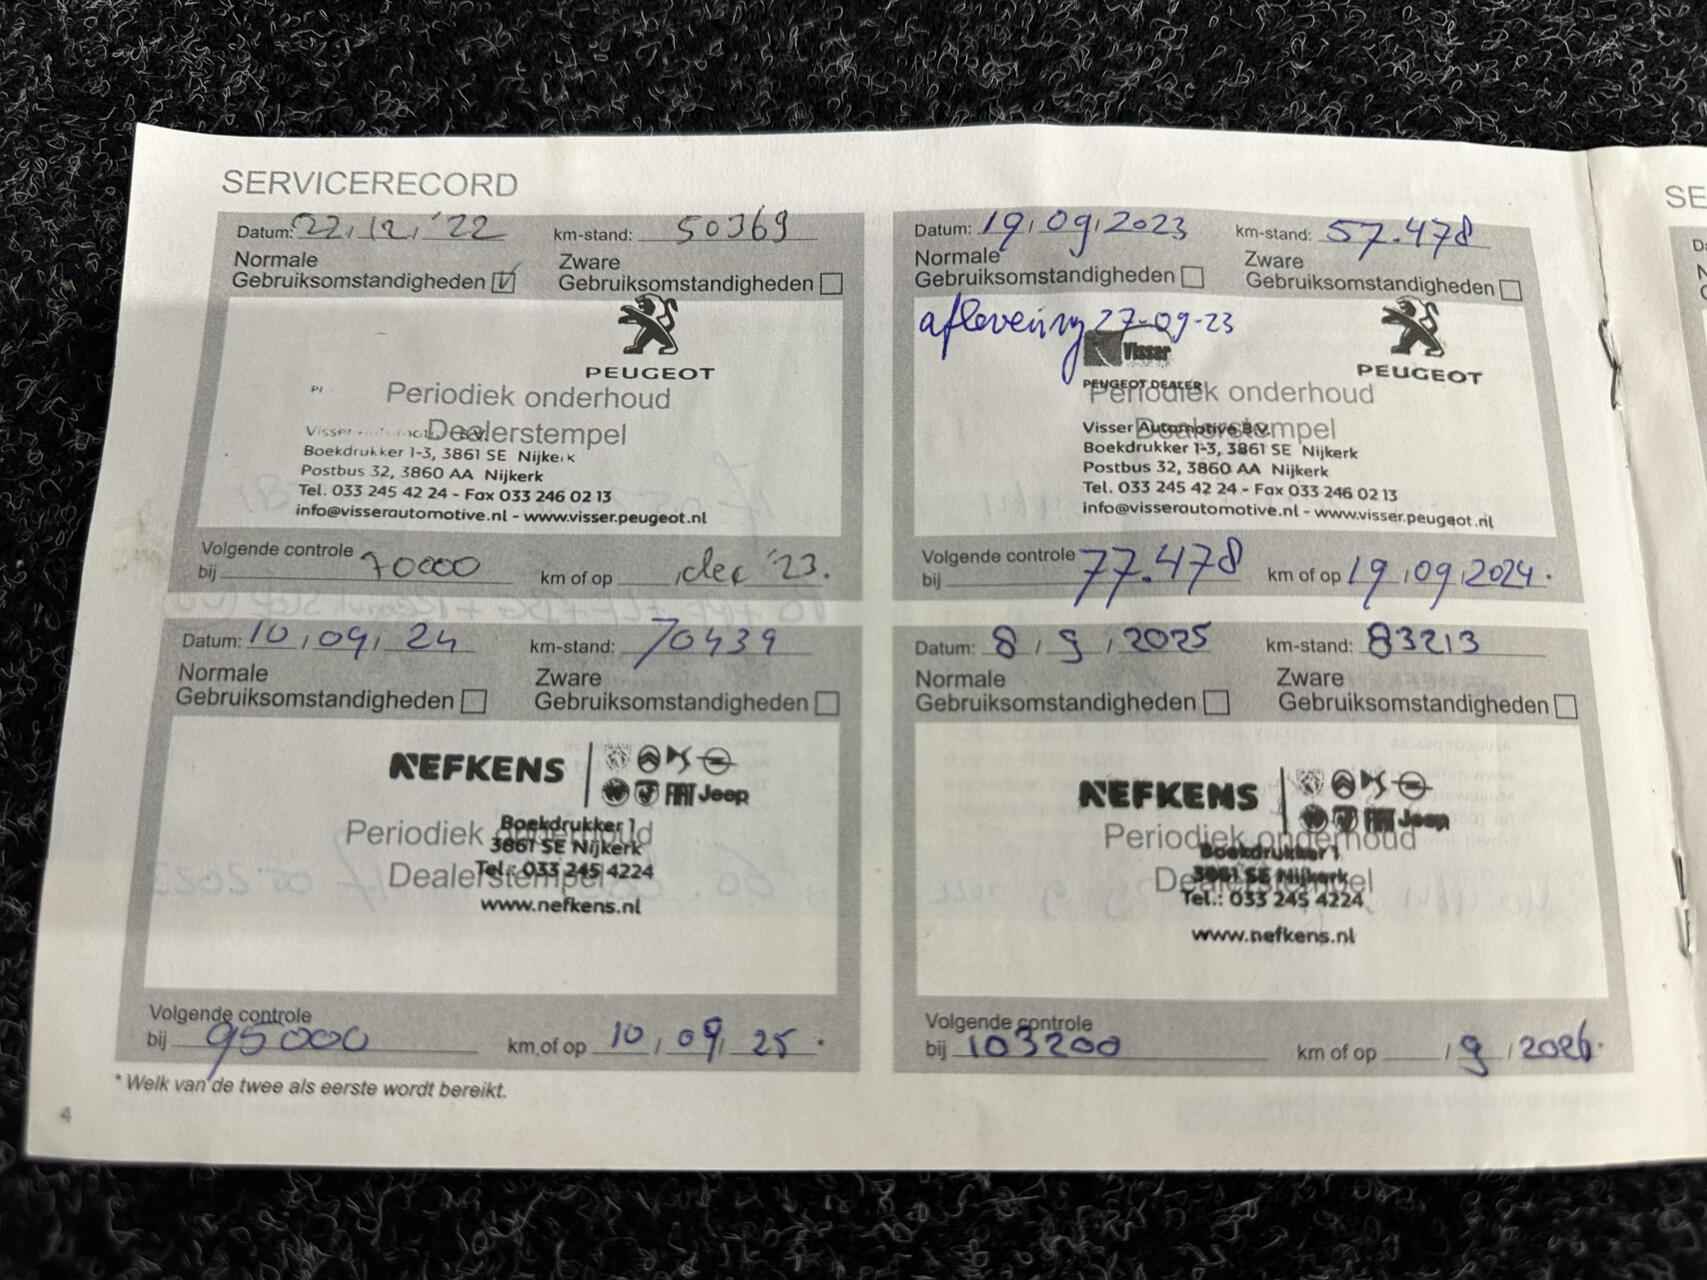 SERVICERECORD
SE
Datum: 22, 12, '22 km-stand: 50369
Normale
Gebruiksomstandigheden V
Zware
Gebruiksomstandigheden
PEUGEOT
Periodiek onderhoud
Dealerstempel
Visser
Boekdrukker 1-3, 3861 SE Nijkerk
Postbus 32, 3860 AA Nijkerk
Tel. 033 245 42 24 - Fax 033 246 02 13
info@visserautomotive.nl - www.visser.peugeot.nl
Volgende controle
bij 70000 km of op dec '23.
Datum: 19, 09, 2023 km-stand: 57.478
Normale
Gebruiksomstandigheden
Zware
Gebruiksomstandigheden
aflevering 27-09-23
Visser
PEUGEOT
PEUGEOT DEALER
Periodiek onderhoud
Dealerstempel
Visser Automotive B.V.
Boekdrukker 1-3, 3861 SE Nijkerk
Postbus 32, 3860 AA Nijkerk
Tel. 033 245 42 24 - Fax 033 246 02 13
info@visserautomotive.nl - www.visser.peugeot.nl
Volgende controle
bij 77.478 km of op 19, 09, 2024.
Datum: 10, 09, 24 km-stand: 70439
Normale
Gebruiksomstandigheden
Zware
Gebruiksomstandigheden
NEFKENS
FIAT Jeep
Periodiek onderhoud
Dealerstempel
Boekdrukker 1
3861 SE Nijkerk
Tel.: 033 245 4224
www.nefkens.nl
Volgende controle
bij 95000 km of op 10, 09, 25.
Datum: 8, 9, 2025 km-stand: 83213
Normale
Gebruiksomstandigheden
Zware
Gebruiksomstandigheden
NEFKENS
FIAT Jeep
Periodiek onderhoud
Dealerstempel
Boekdrukker 1
3861 SE Nijkerk
Tel.: 033 245 4224
www.nefkens.nl
Volgende controle
bij 103200 km of op , 9, 2026.
* Welk van de twee als eerste wordt bereikt.
4